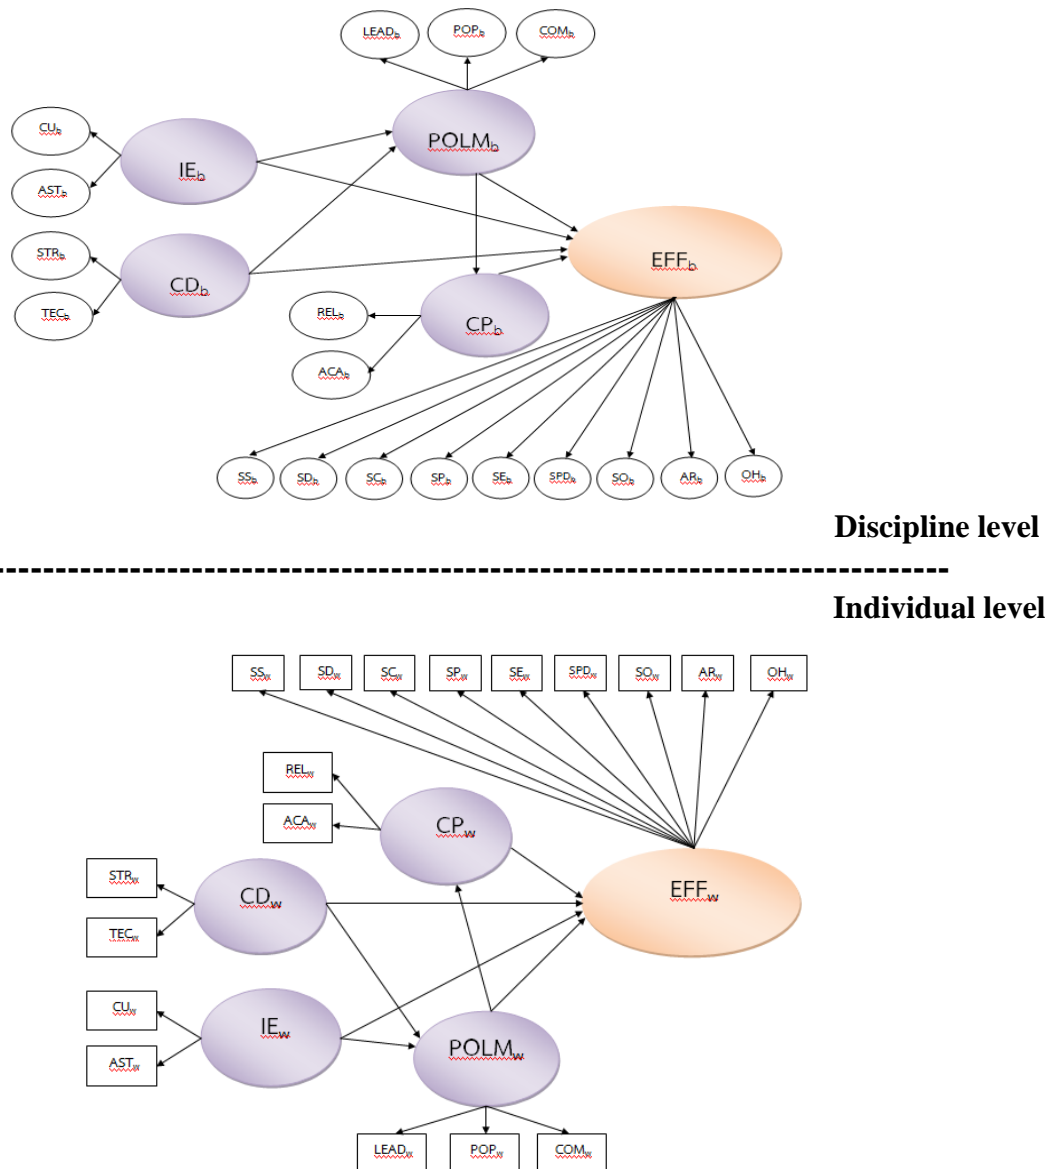 LEADb
POPb
COMb
CUb
POLMb
IEb
ASTb
STRb
EFFb
CDb
TECb
RELb
CPb
ACAb
SSb
SDb
SCb
SPb
SEb
SPDb
SOb
ARb
OHb
Discipline level
Individual level
SSw
SDw
SCw
SPw
SEw
SPDw
SOw
ARw
OHw
RELw
ACAw
CPw
STRw
CDw
EFFw
TECw
CUw
IEw
POLMw
ASTw
LEADw
POPw
COMw